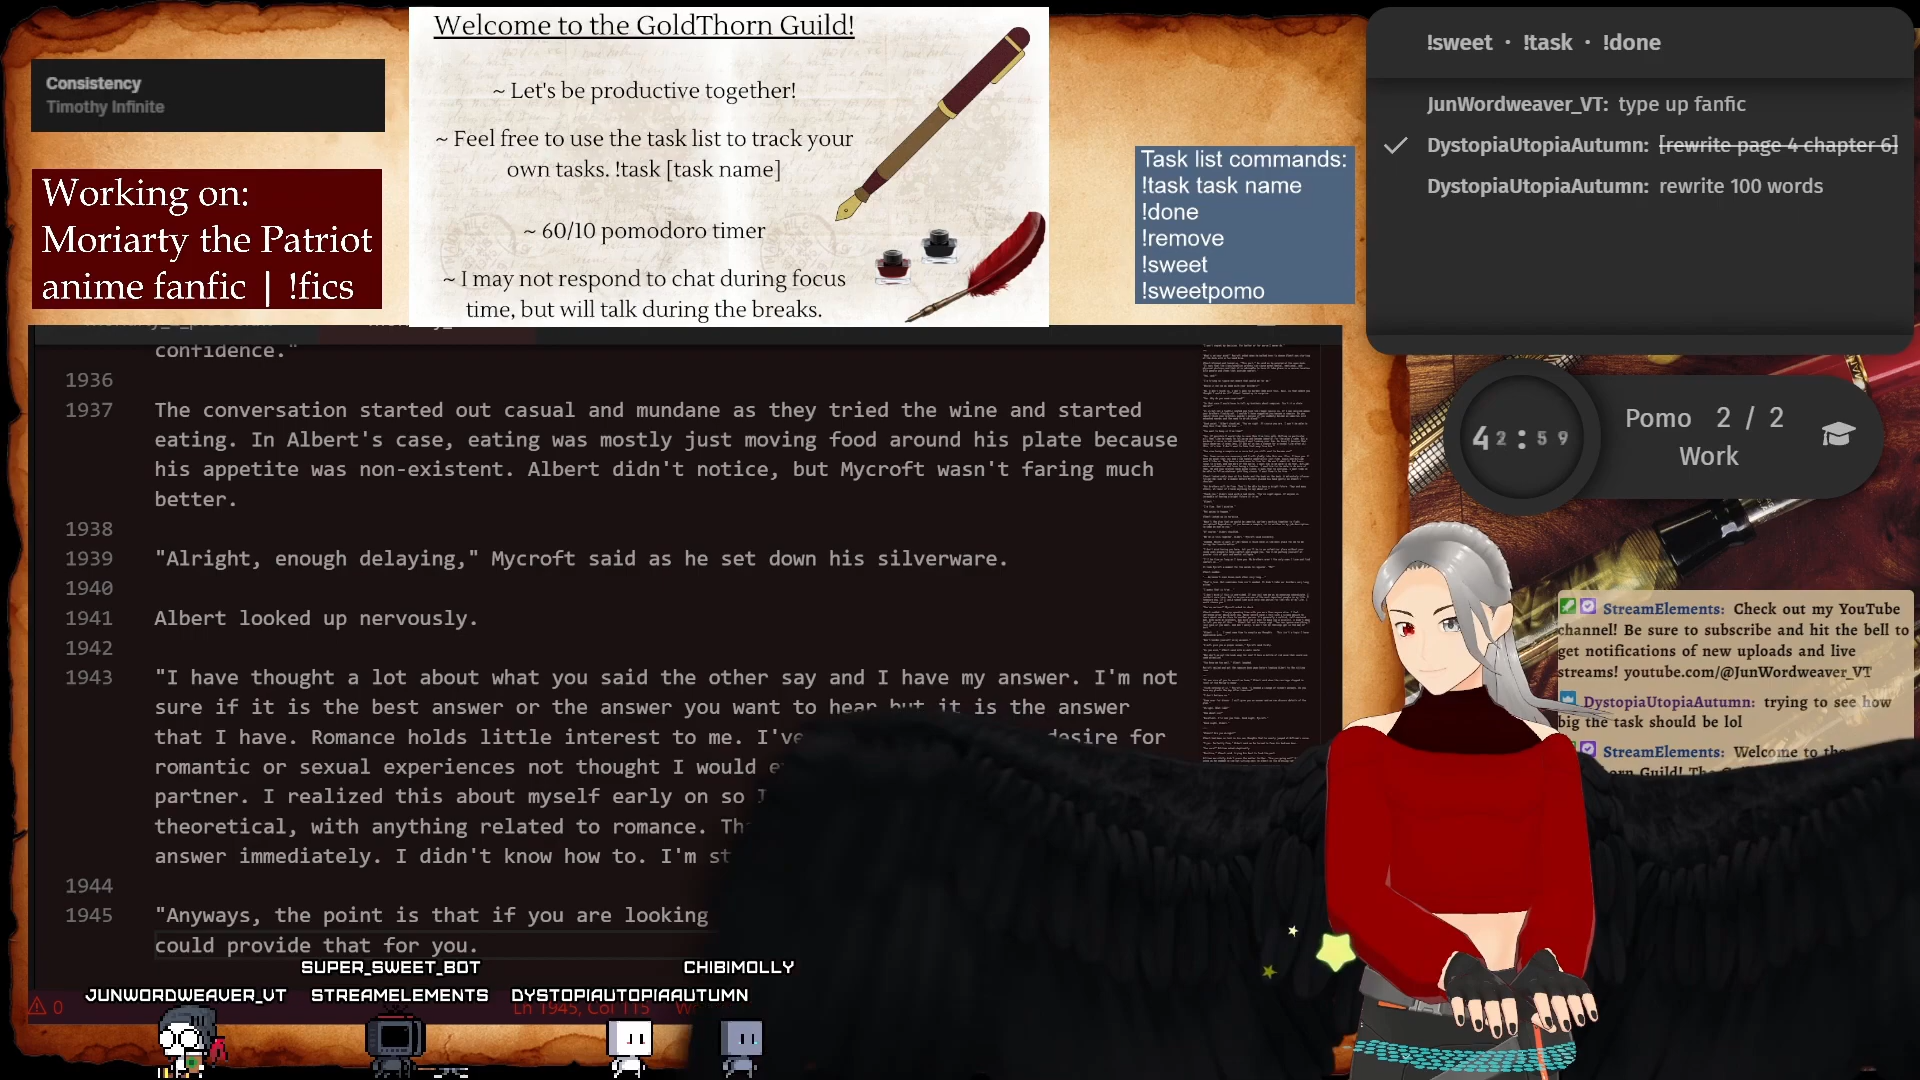 Consistency
Timothy Infinite
Working on:
Moriarty the Patriot
anime fanfic | !fics
Welcome to the GoldThorn Guild!
~ Let's be productive together!
~ Feel free to use the task list to track your
own tasks. !task [task name]
~ 60/10 pomodoro timer
~ I may not respond to chat during focus
time, but will talk during the breaks.
Task list commands:
!task task name
!done
!remove
!sweet
!sweetpomo
!sweet · !task · !done
JunWordweaver_VT: type up fanfic
DystopiaUtopiaAutumn: [rewrite page 4 chapter 6]
DystopiaUtopiaAutumn: rewrite 100 words
42:59
Pomo 2 / 2
Work
confidence."
1936
1937 The conversation started out casual and mundane as they tried the wine and started
eating. In Albert's case, eating was mostly just moving food around his plate because
his appetite was non-existent. Albert didn't notice, but Mycroft wasn't faring much
better.
1938
1939 "Alright, enough delaying," Mycroft said as he set down his silverware.
1940
1941 Albert looked up nervously.
1942
1943 "I have thought a lot about what you said the other say and I have my answer. I'm not
sure if it is the best answer or the answer you want to hear but it is the answer
that I have. Romance holds little interest to me. I've desire for
romantic or sexual experiences not thought I would
partner. I realized this about myself early on so
theoretical, with anything related to romance.
answer immediately. I didn't know how to. I'm
1944
1945 "Anyways, the point is that if you are looking
could provide that for you.
StreamElements: Check out my YouTube
channel! Be sure to subscribe and hit the bell to
get notifications of new uploads and live
streams! youtube.com/@JunWordweaver_VT
DystopiaUtopiaAutumn: trying to see how
big the task should be lol
StreamElements: Welcome to
Guild!
SUPER_SWEET_BOT
CHIBIMOLLY
JUNWORDWEAVER_VT
STREAMELEMENTS
DYSTOPIAUTOPIAAUTUMN
0
Ln 1945, Col 115